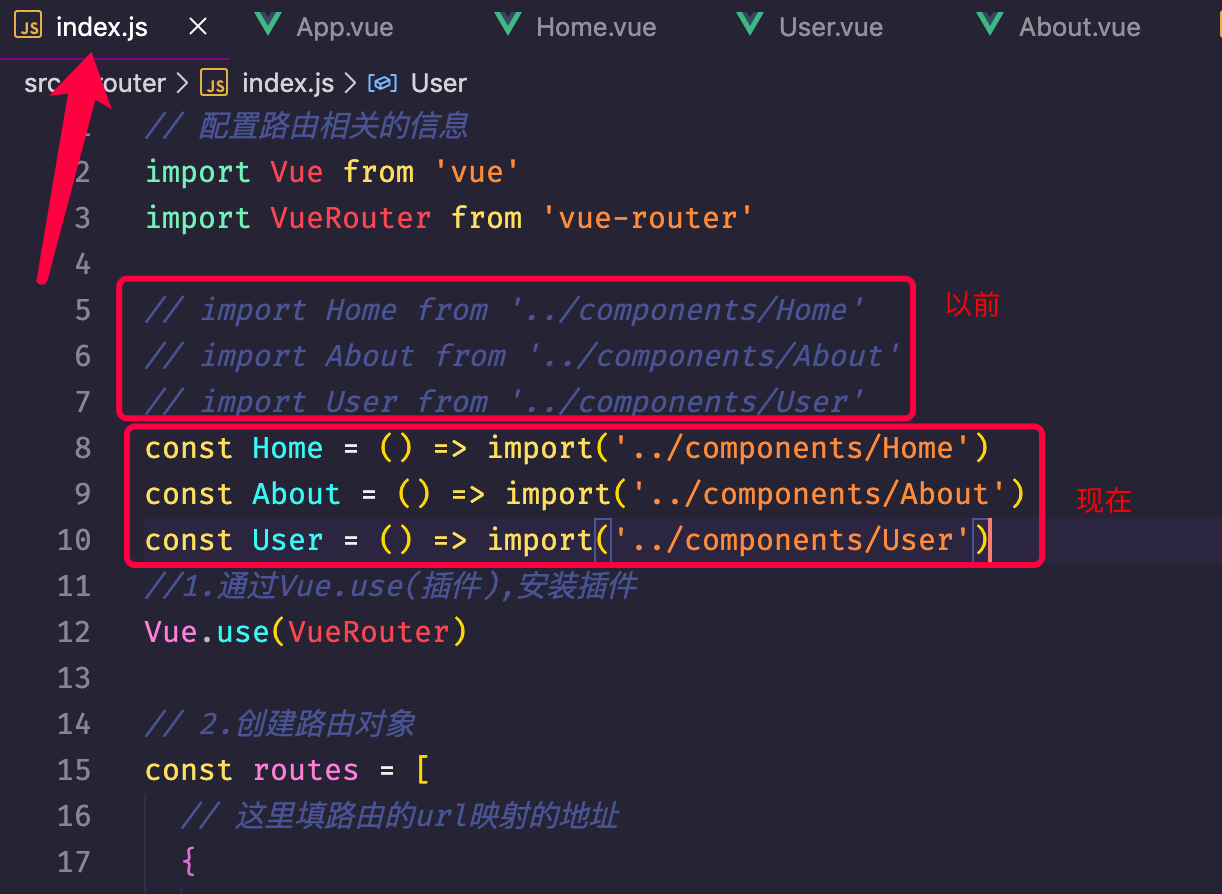 JS index.js × App.vue Home.vue User.vue About.vue
src router > JS index.js > User
// 配置路由相关的信息
2 import Vue from 'vue'
3 import VueRouter from 'vue-router'
4
5 // import Home from '../components/Home'
以前
6 // import About from '../components/About'
7 // import User from '../components/User'
8 const Home = () => import('../components/Home')
9 const About = () => import('../components/About')
现在
10 const User = () => import('../components/User')
11 //1.通过Vue.use(插件),安装插件
12 Vue.use(VueRouter)
13
14 // 2.创建路由对象
15 const routes = [
16 // 这里填路由的url映射的地址
17 {